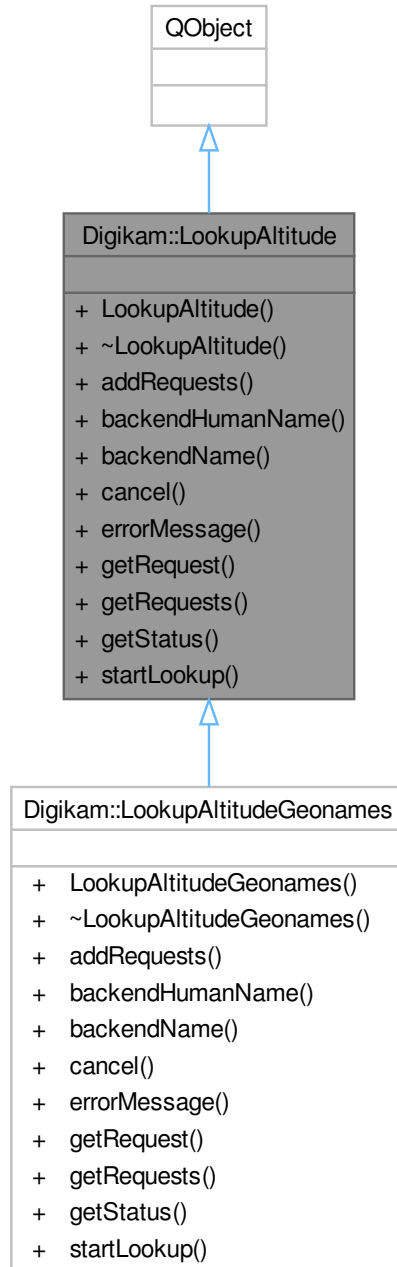 QObject
Digikam::LookupAltitude
+ LookupAltitude()
+ ~LookupAltitude()
+ addRequests()
+ backendHumanName()
+ backendName()
+ cancel()
+ errorMessage()
+ getRequest()
+ getRequests()
+ getStatus()
+ startLookup()
Digikam::LookupAltitudeGeonames
+ LookupAltitudeGeonames()
+ ~LookupAltitudeGeonames()
+ addRequests()
+ backendHumanName()
+ backendName()
+ cancel()
+ errorMessage()
+ getRequest()
+ getRequests()
+ getStatus()
+ startLookup()